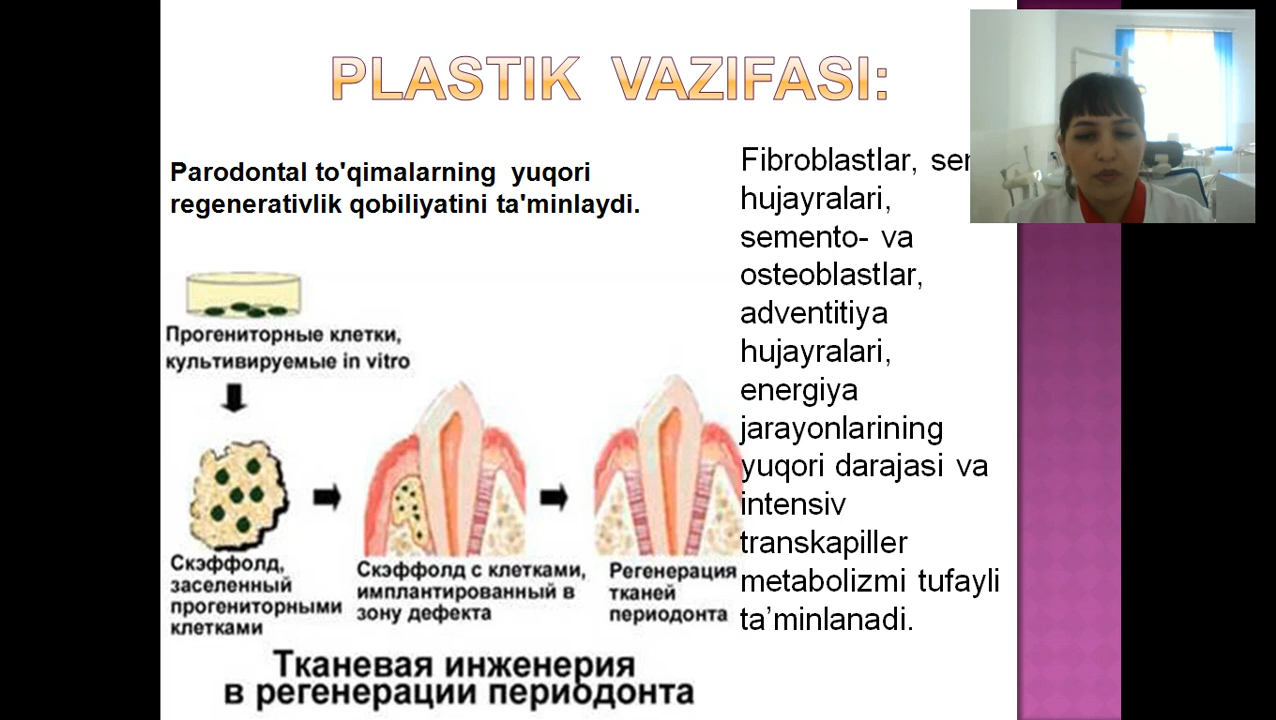 PLASTIK VAZIFASI:
Parodontal to'qimalarning yuqori
regenerativlik qobiliyatini ta'minlaydi.
Прогениторные клетки,
культивируемые in vitro
Скэффолд,
заселенный
прогениторными
клетками
Скэффолд с клетками,
имплантированный в
зону дефекта
Регенерация
тканей
периодонта
Тканевая инженерия
в регенерации периодонта
Fibroblastlar,
hujayralari,
semento- va
osteoblastlar,
adventitiya
hujayralari,
energiya
jarayonlarining
yuqori darajasi va
intensiv
transkapiller
metabolizmi tufayli
ta’minlanadi.